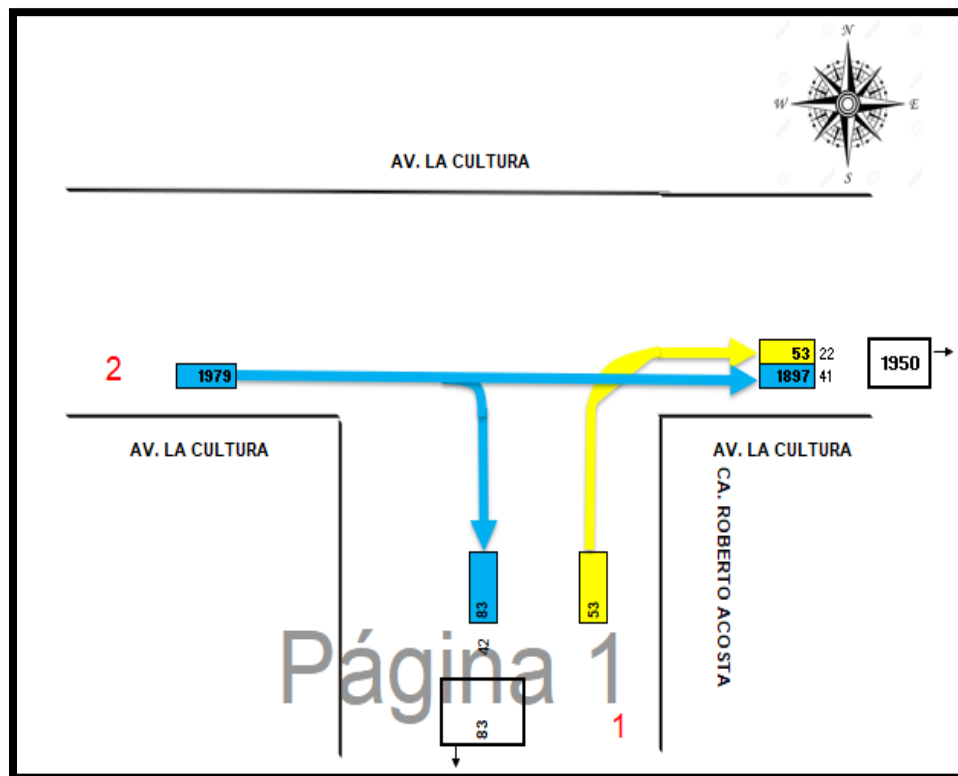 N
W E
S
AV. LA CULTURA
2
1979
53 22
1897 41
1950
AV. LA CULTURA
AV. LA CULTURA
CA. ROBERTO ACOSTA
83
53
42
Página 1
83
1